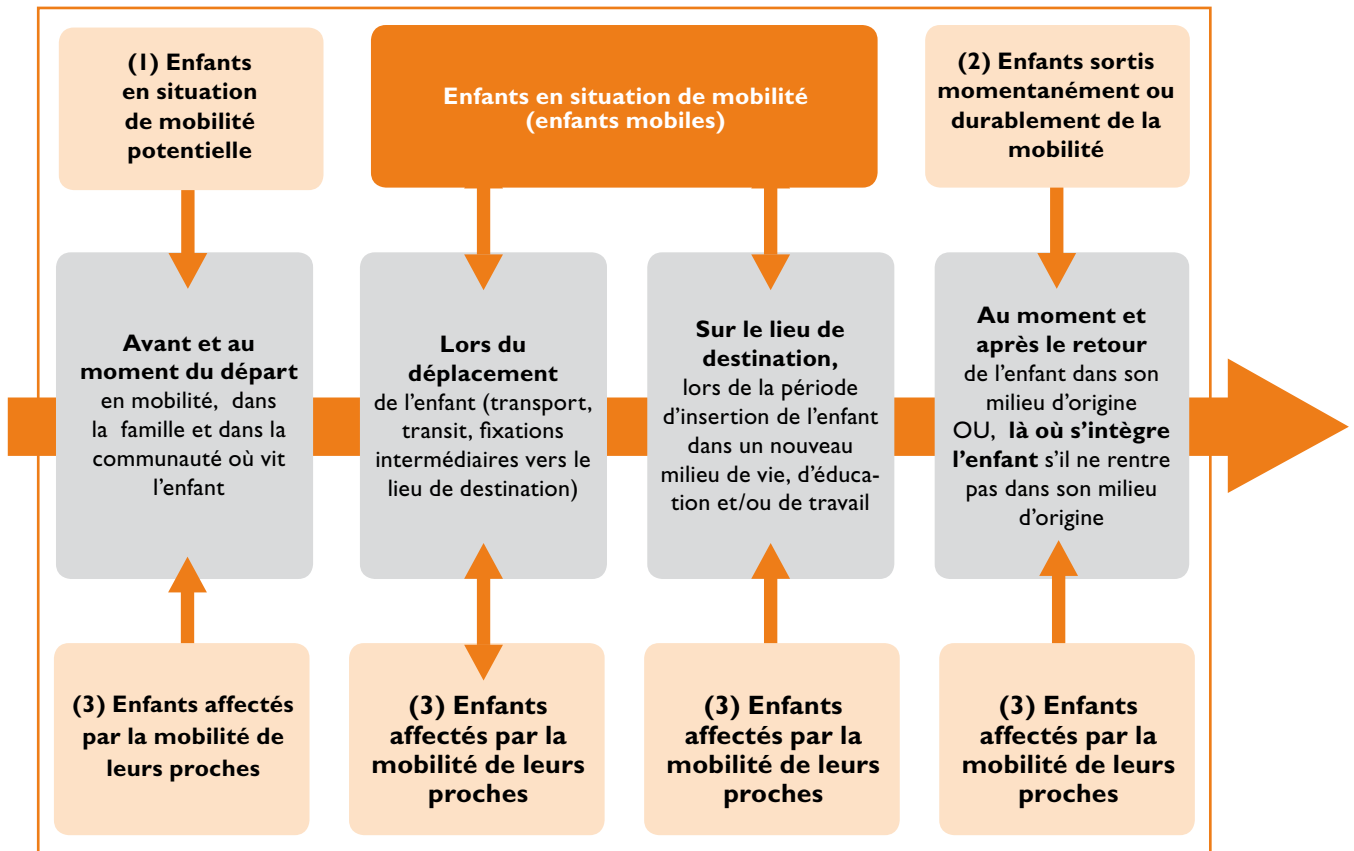 (1) Enfants
en situation
de mobilité
potentielle
Enfants en situation de mobilité
(enfants mobiles)
(2) Enfants sortis
momentanément ou
durablement de la
mobilité
Avant et au
moment du départ
en mobilité, dans
la famille et dans la
communauté où vit
l’enfant
Lors du
déplacement
de l’enfant (transport,
transit, fixations
intermédiaires vers le
lieu de destination)
Sur le lieu de
destination,
lors de la période
d’insertion de l’enfant
dans un nouveau
milieu de vie, d’éduca-
tion et/ou de travail
Au moment et
après le retour
de l’enfant dans son
milieu d’origine
OU, là où s’intègre
l’enfant s’il ne rentre
pas dans son milieu
d’origine
(3) Enfants affectés
par la mobilité de
leurs proches
(3) Enfants
affectés par la
mobilité de leurs
proches
(3) Enfants
affectés par la
mobilité de leurs
proches
(3) Enfants
affectés par la
mobilité de leurs
proches